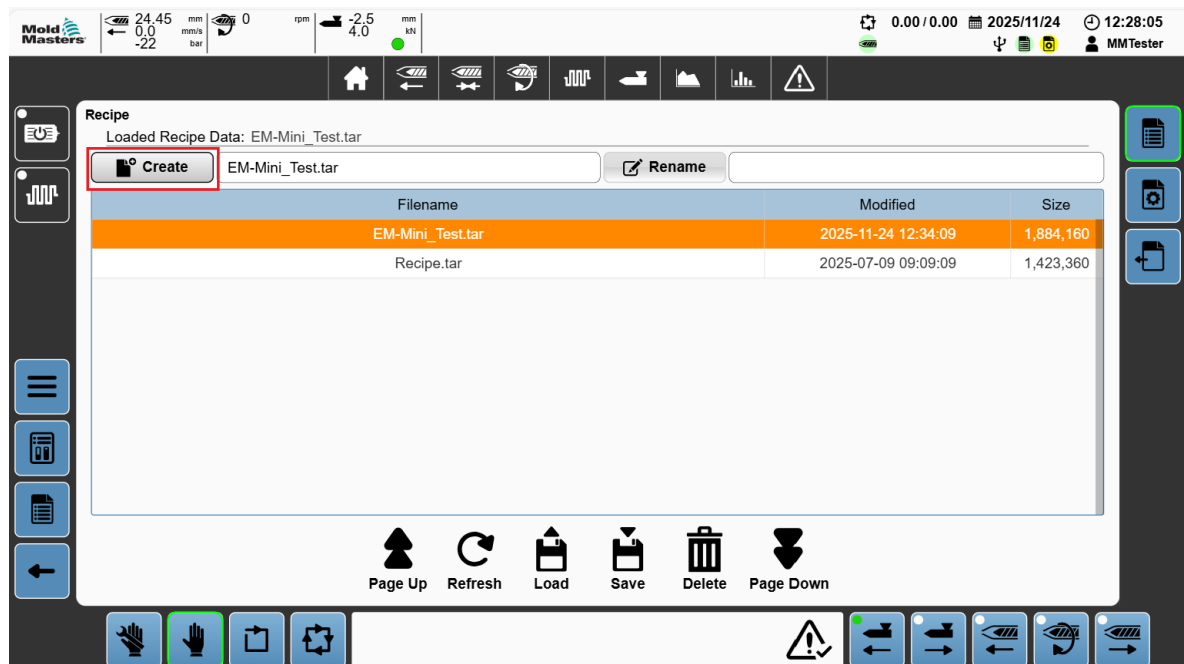 Mold
Masters
24.45 mm
0.0 mm/s
-22 bar
0 rpm
-2.5 mm
4.0 kN
0.00 / 0.00
2025/11/24
12:28:05
MMTester
Recipe
Loaded Recipe Data: EM-Mini_Test.tar
Create
EM-Mini_Test.tar
Rename
Filename Modified Size
EM-Mini_Test.tar 2025-11-24 12:34:09 1,884,160
Recipe.tar 2025-07-09 09:09:09 1,423,360
Page Up Refresh Load Save Delete Page Down